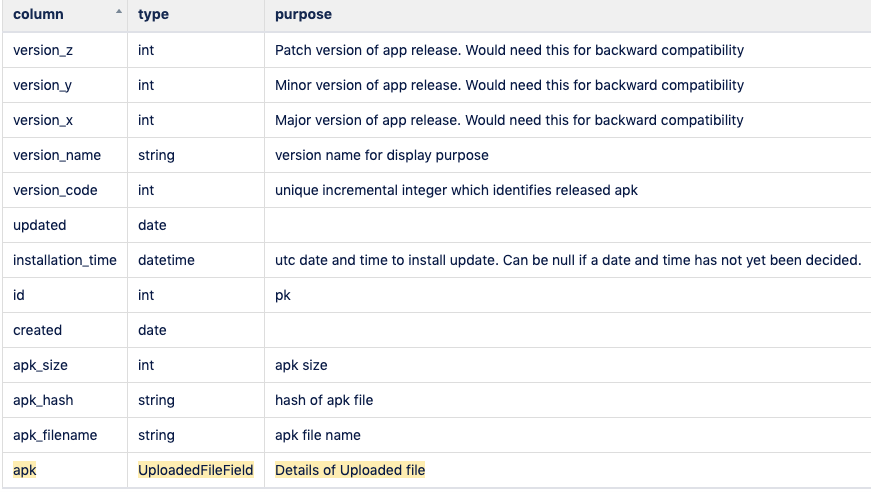 column type purpose
version_z int Patch version of app release. Would need this for backward compatibility
version_y int Minor version of app release. Would need this for backward compatibility
version_x int Major version of app release. Would need this for backward compatibility
version_name string version name for display purpose
version_code int unique incremental integer which identifies released apk
updated date
installation_time datetime utc date and time to install update. Can be null if a date and time has not yet been decided.
id int pk
created date
apk_size int apk size
apk_hash string hash of apk file
apk_filename string apk file name
apk UploadedFileField Details of Uploaded file